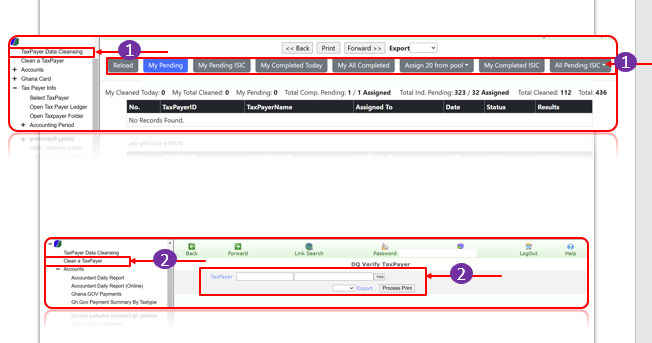 << Back Print Forward >> Export
TaxPayer Data Cleansing
Clean a TaxPayer
Accounts
Ghana Card
Tax Payer Info
Select TaxPayer
Open Tax Payer Ledger
Open Taxpayer Folder
Accounting Period
1
Reload My Pending My Pending ISIC My Completed Today My All Completed Assign 20 from pool My Completed ISIC All Pending ISIC
1
My Cleaned Today: 0 My Total Cleaned: 0 My Pending: 0 Total Comp. Pending: 1 / 1 Assigned Total Ind. Pending: 323 / 32 Assigned Total Cleaned: 112 Total: 436
No. TaxPayerID TaxPayerName Assigned To Date Status Results
No Records Found.
TaxPayer Data Cleansing
Clean a TaxPayer
Accounts
Accountant Daily Report
Accountant Daily Report (Online)
Ghana GOV Payments
Gh.Gov Payment Summary By Taxtype
2
Back Forward Link Search Password LogOut Help
DQ Verify TaxPayer
TaxPayer Find
Export Process Print
2